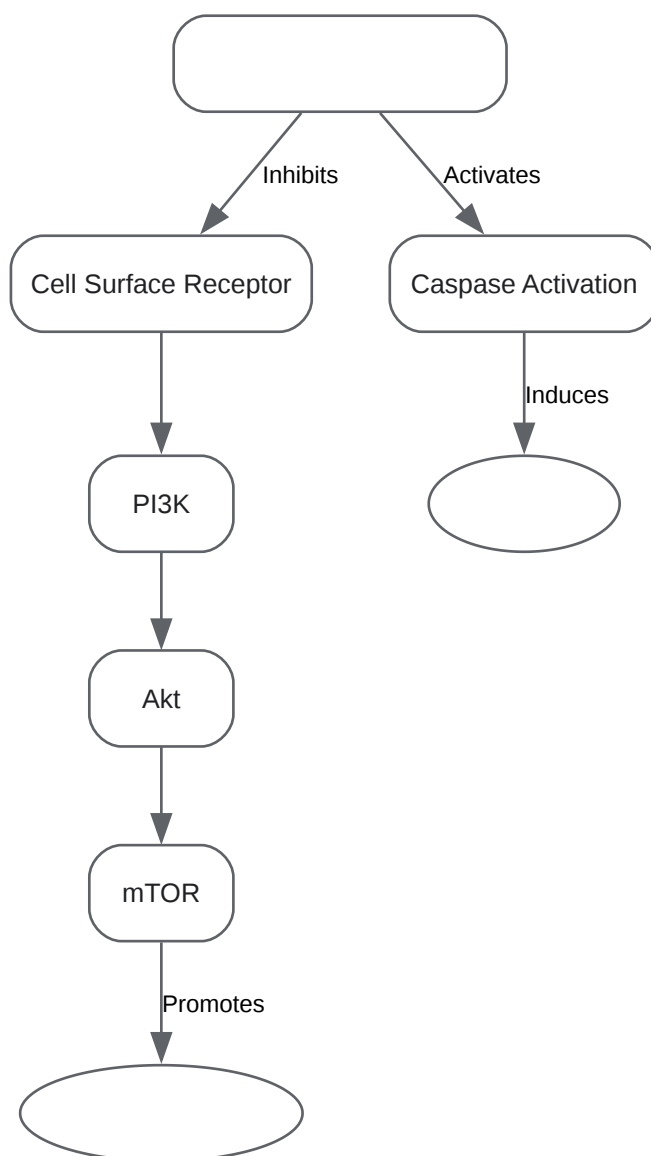 Inhibits
Activates
Cell Surface Receptor
Caspase Activation
Induces
PI3K
Akt
mTOR
Promotes